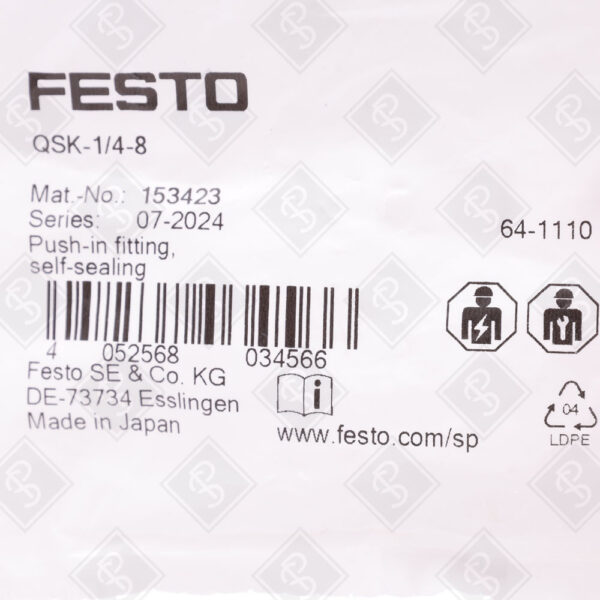 FESTO
QSK-1/4-8
Mat.-No.: 153423
Series: 07-2024
64-1110
Push-in fitting,
self-sealing
4 052568 034566
Festo SE & Co. KG
DE-73734 Esslingen
Made in Japan
i
www.festo.com/sp
04
LDPE